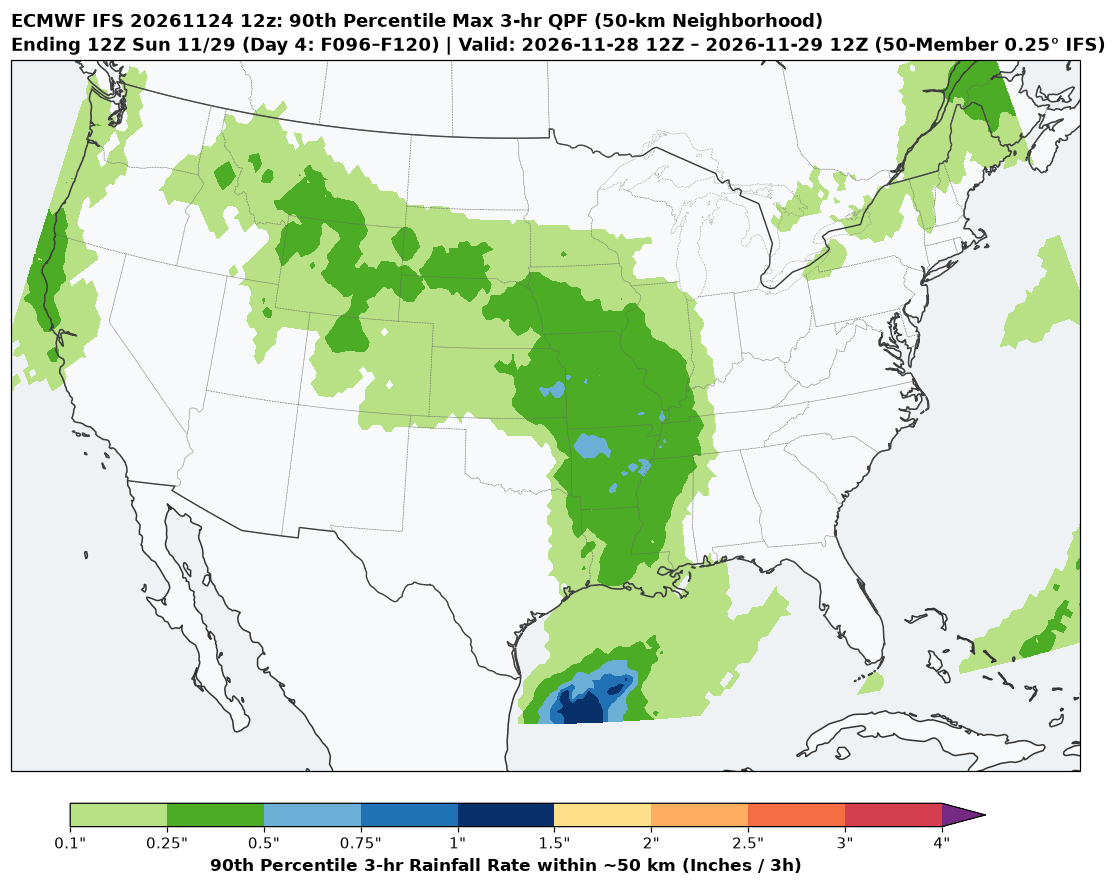 ECMWF IFS 20261124 12z: 90th Percentile Max 3-hr QPF (50-km Neighborhood)
Ending 12Z Sun 11/29 (Day 4: F096–F120) | Valid: 2026-11-28 12Z – 2026-11-29 12Z (50-Member 0.25° IFS)
0.1" 0.25" 0.5" 0.75" 1" 1.5" 2" 2.5" 3" 4"
90th Percentile 3-hr Rainfall Rate within ~50 km (Inches / 3h)